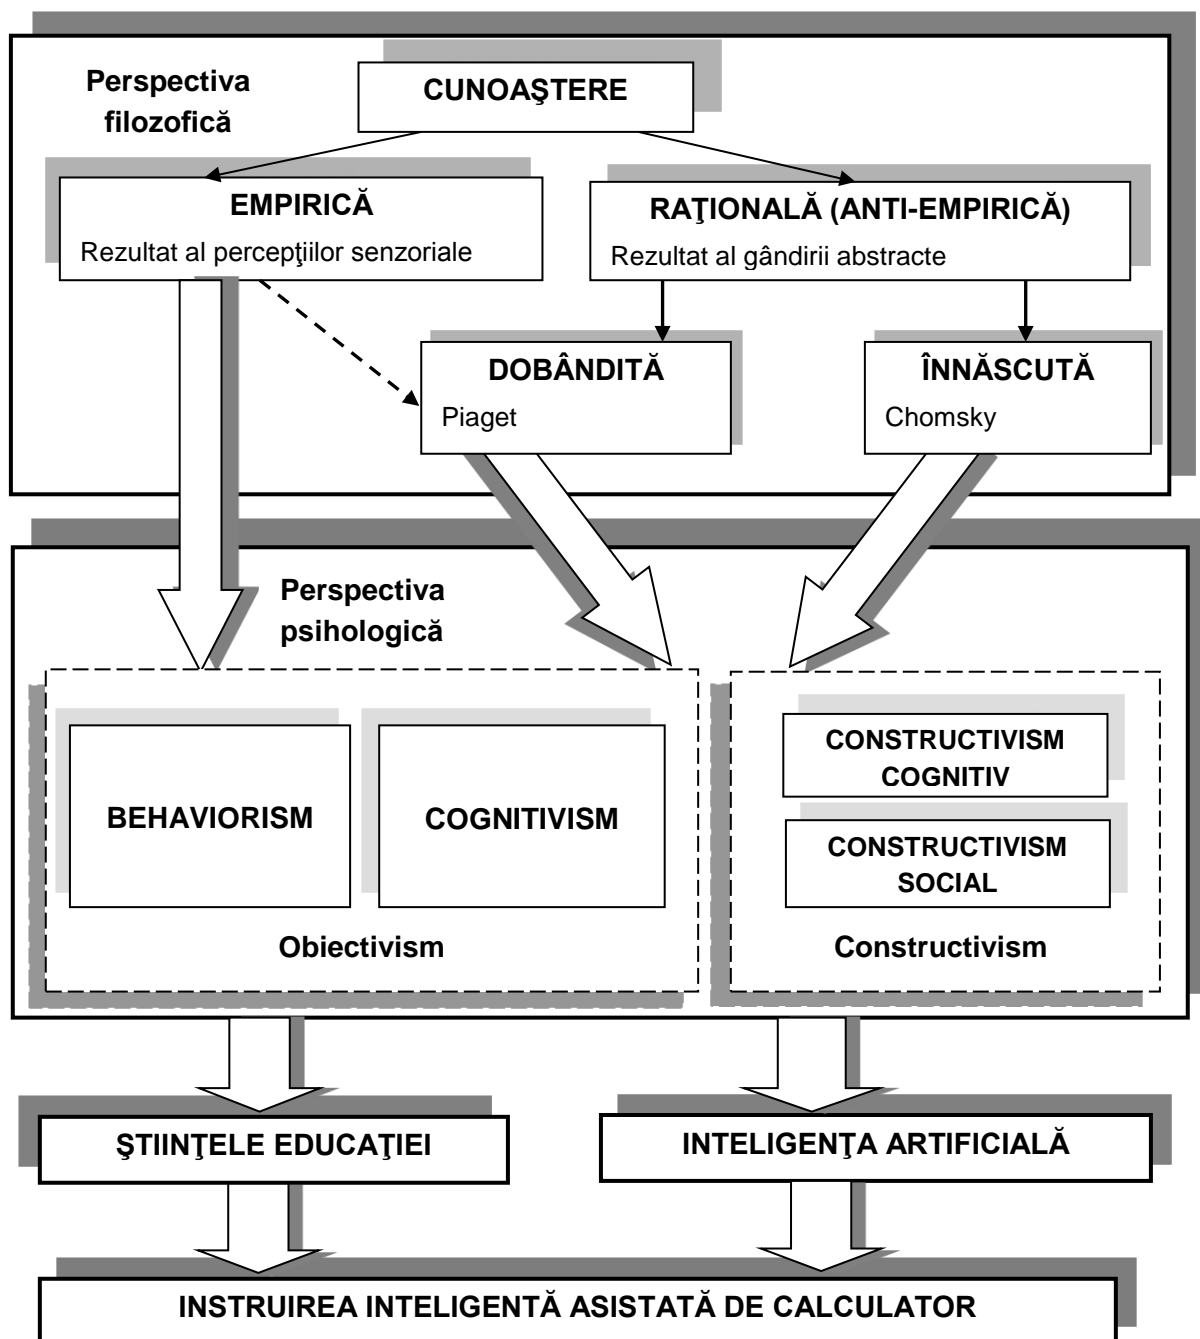 Perspectiva
filozofică
CUNOAŞTERE
EMPIRICĂ
Rezultat al percepţiilor senzoriale
RAŢIONALĂ (ANTI-EMPIRICĂ)
Rezultat al gândirii abstracte
DOBÂNDITĂ
Piaget
ÎNNĂSCUTĂ
Chomsky
Perspectiva
psihologică
BEHAVIORISM
COGNITIVISM
Obiectivism
CONSTRUCTIVISM
COGNITIV
CONSTRUCTIVISM
SOCIAL
Constructivism
ŞTIINŢELE EDUCAŢIEI
INTELIGENŢA ARTIFICIALĂ
INSTRUIREA INTELIGENTĂ ASISTATĂ DE CALCULATOR